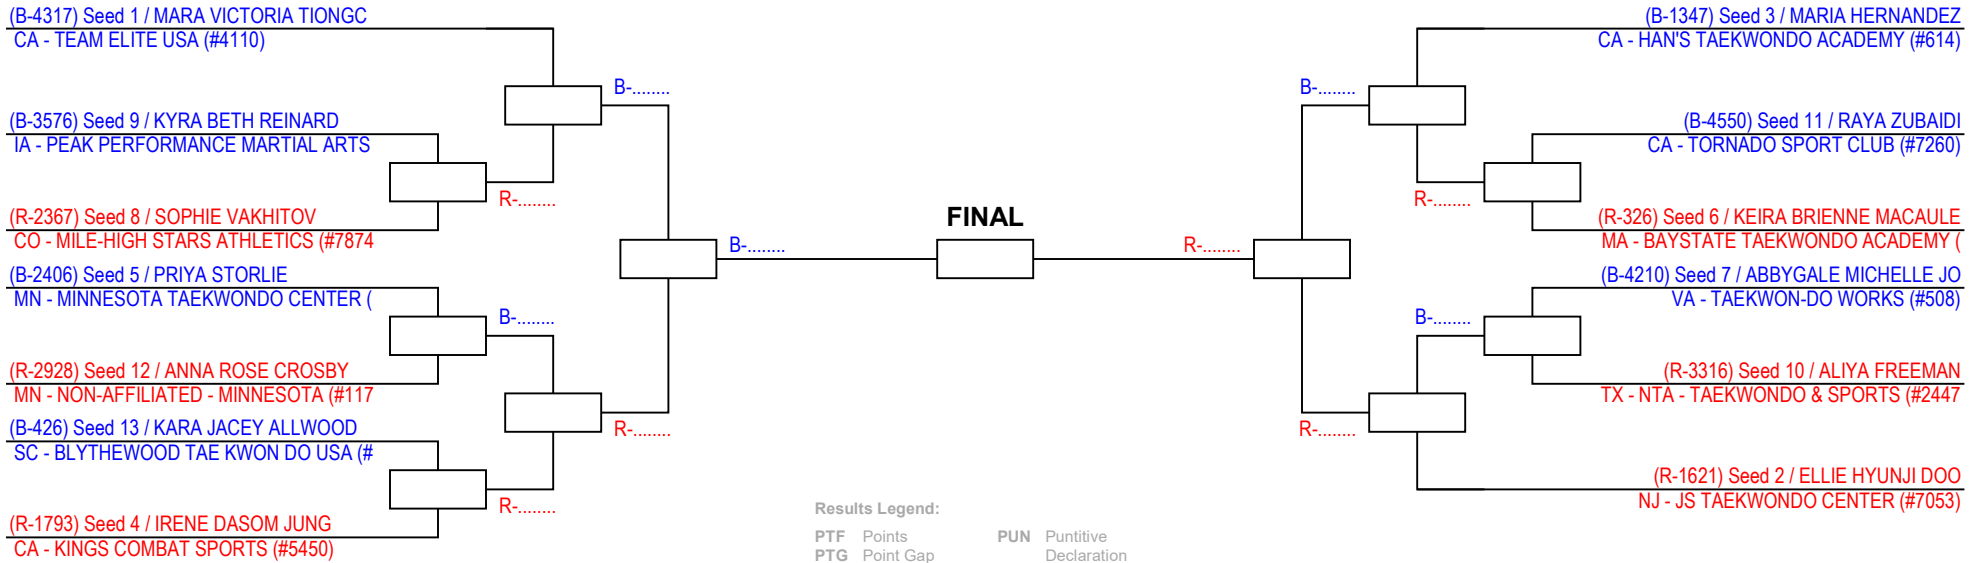 (B-4317) Seed 1 / MARA VICTORIA TIONGC
CA - TEAM ELITE USA (#4110)
B-........
(B-3576) Seed 9 / KYRA BETH REINARD
IA - PEAK PERFORMANCE MARTIAL ARTS
R-........
(R-2367) Seed 8 / SOPHIE VAKHITOV
CO - MILE-HIGH STARS ATHLETICS (#7874
B-........
(B-2406) Seed 5 / PRIYA STORLIE
MN - MINNESOTA TAEKWONDO CENTER (
B-........
(R-2928) Seed 12 / ANNA ROSE CROSBY
MN - NON-AFFILIATED - MINNESOTA (#117
R-........
(B-426) Seed 13 / KARA JACEY ALLWOOD
SC - BLYTHEWOOD TAE KWON DO USA (#
R-........
(R-1793) Seed 4 / IRENE DASOM JUNG
CA - KINGS COMBAT SPORTS (#5450)
FINAL
(B-1347) Seed 3 / MARIA HERNANDEZ
CA - HAN'S TAEKWONDO ACADEMY (#614)
B-........
(B-4550) Seed 11 / RAYA ZUBAIDI
CA - TORNADO SPORT CLUB (#7260)
R-........
(R-326) Seed 6 / KEIRA BRIENNE MACAULE
MA - BAYSTATE TAEKWONDO ACADEMY (
R-........
(B-4210) Seed 7 / ABBYGALE MICHELLE JO
VA - TAEKWON-DO WORKS (#508)
B-........
(R-3316) Seed 10 / ALIYA FREEMAN
TX - NTA - TAEKWONDO & SPORTS (#2447
R-........
(R-1621) Seed 2 / ELLIE HYUNJI DOO
NJ - JS TAEKWONDO CENTER (#7053)
Results Legend:
PTF Points
PTG Point Gap
PUN Puntitive
Declaration